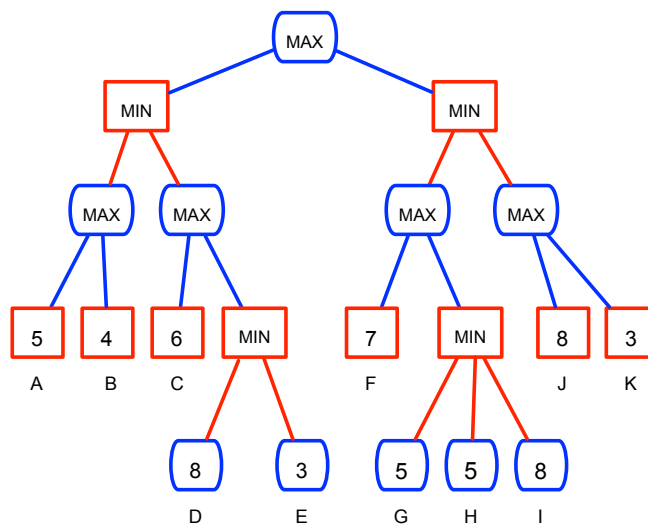 MAX
MIN MIN
MAX MAX MAX MAX
5 4 6 MIN 7 MIN 8 3
A B C F J K
8 3 5 5 8
D E G H I